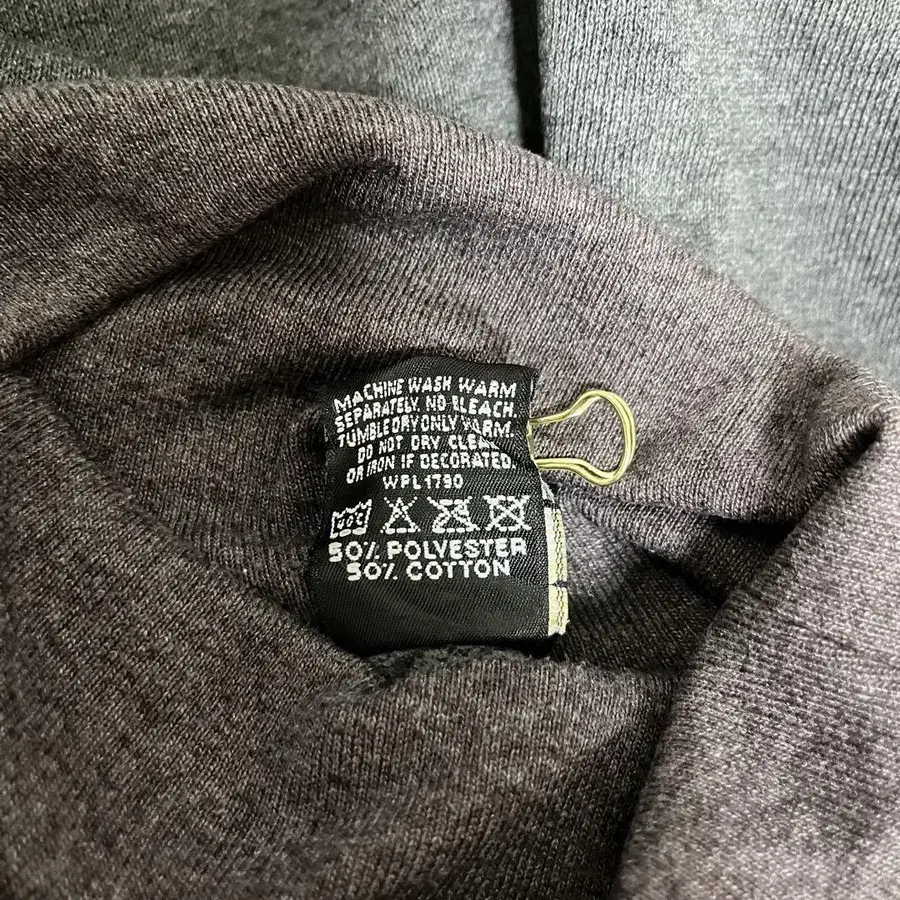 MACHINE WASH WARM
SEPARATELY. NO BLEACH.
TUMBLE DRY ONLY WARM.
DO NOT DRY CLEAN
OR IRON IF DECORATED.
WPL 1790
40C
50% POLYESTER
50% COTTON